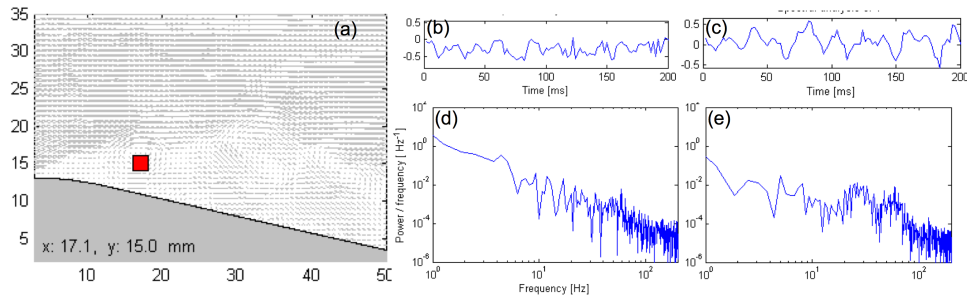 (a)
35
30
25
20
15
10
5
x: 17.1, y: 15.0 mm
10 20 30 40 50
(b)
0.5
0
-0.5
0 50 100 150 200
Time [ms]
(c)
0.5
0
-0.5
0 50 100 150 200
Time [ms]
(d)
Power / frequency [ Hz⁻¹]
10² 
10⁰
10⁻²
10⁻⁴
10⁻⁶
10⁰ 10¹ 10²
Frequency [Hz]
(e)
10²
10⁰
10⁻²
10⁻⁴
10⁻⁶
10⁰ 10¹ 10²